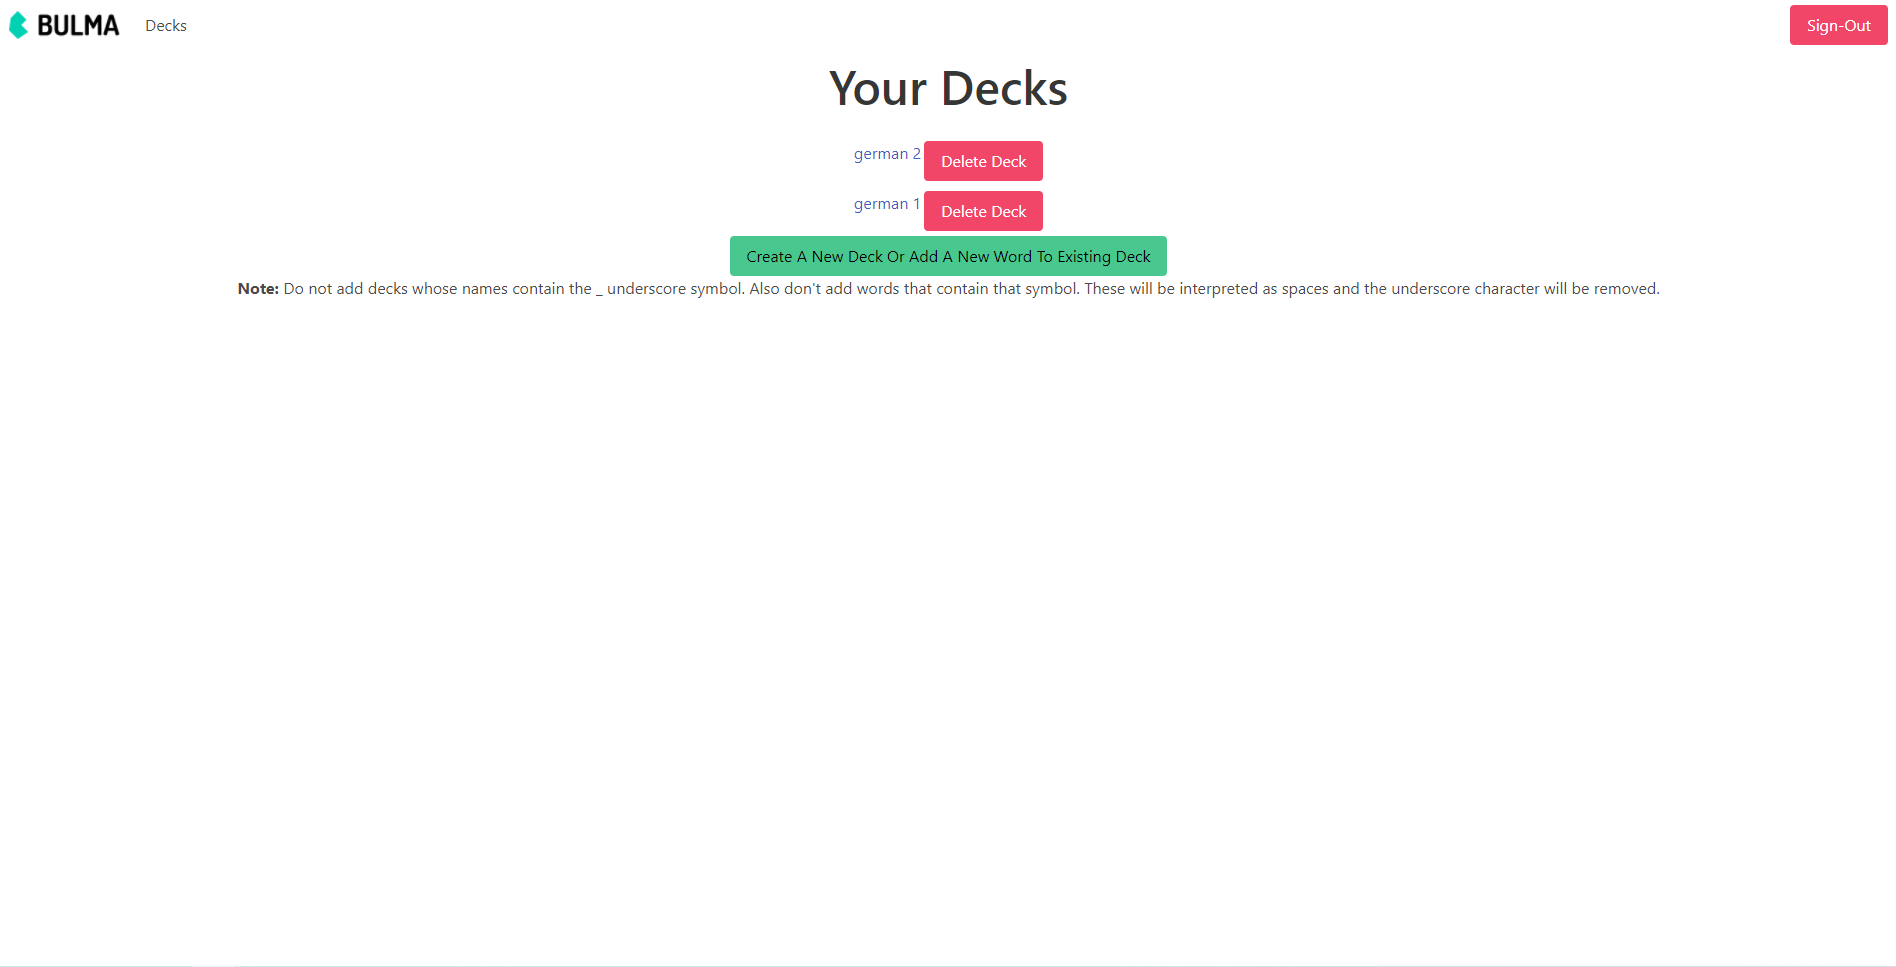 BULMA Decks Sign-Out
Your Decks
german 2 Delete Deck
german 1 Delete Deck
Create A New Deck Or Add A New Word To Existing Deck
Note: Do not add decks whose names contain the _ underscore symbol. Also don't add words that contain that symbol. These will be interpreted as spaces and the underscore character will be removed.